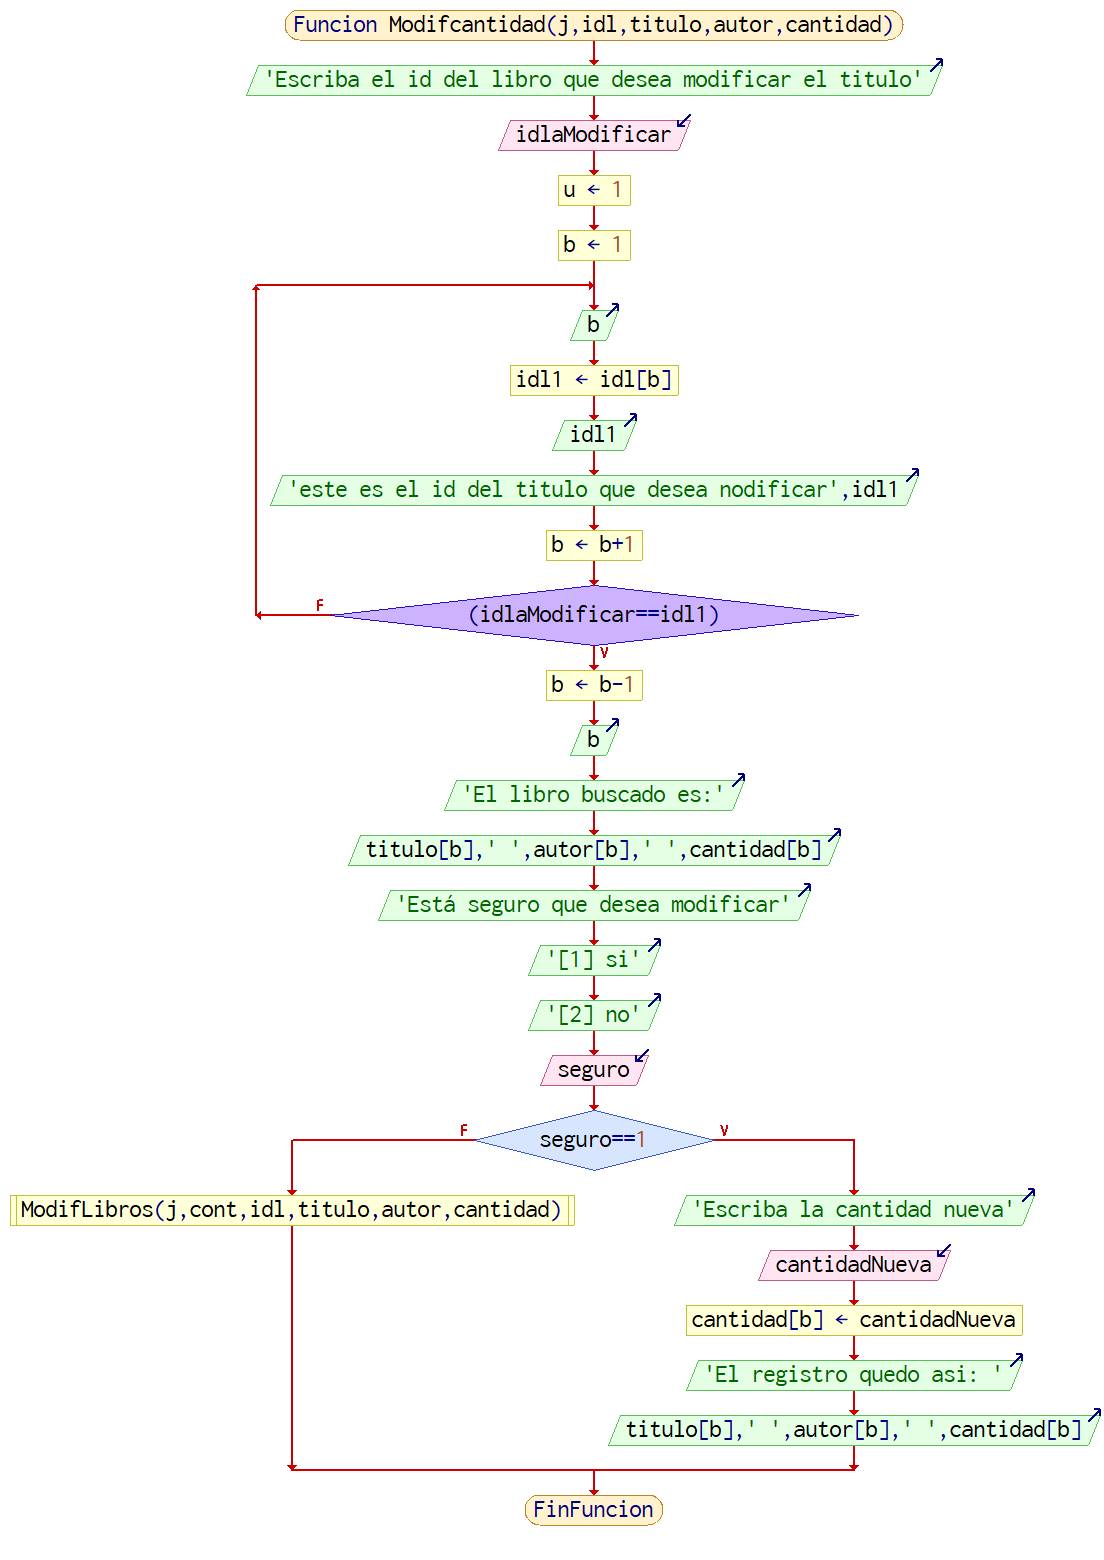 Funcion Modifcantidad(j,idl,titulo,autor,cantidad)
'Escriba el id del libro que desea modificar el titulo'
idlaModificar
u ← 1
b ← 1
b
idl1 ← idl[b]
idl1
'este es el id del titulo que desea nodificar',idl1
b ← b+1
F
(idlaModificar==idl1)
V
b ← b-1
b
'El libro buscado es:'
titulo[b],' ',autor[b],' ',cantidad[b]
'Está seguro que desea modificar'
'[1] si'
'[2] no'
seguro
F
V
seguro==1
ModifLibros(j,cont,idl,titulo,autor,cantidad)
'Escriba la cantidad nueva'
cantidadNueva
cantidad[b] ← cantidadNueva
'El registro quedo asi: '
titulo[b],' ',autor[b],' ',cantidad[b]
FinFuncion